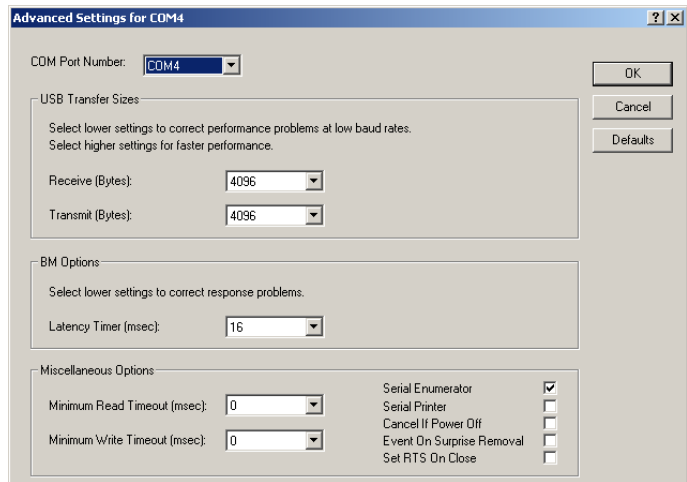 Advanced Settings for COM4
COM Port Number: COM4
OK
Cancel
Defaults
USB Transfer Sizes
Select lower settings to correct performance problems at low baud rates.
Select higher settings for faster performance.
Receive (Bytes): 4096
Transmit (Bytes): 4096
BM Options
Select lower settings to correct response problems.
Latency Timer (msec): 16
Miscellaneous Options
Minimum Read Timeout (msec): 0
Minimum Write Timeout (msec): 0
Serial Enumerator
Serial Printer
Cancel If Power Off
Event On Surprise Removal
Set RTS On Close